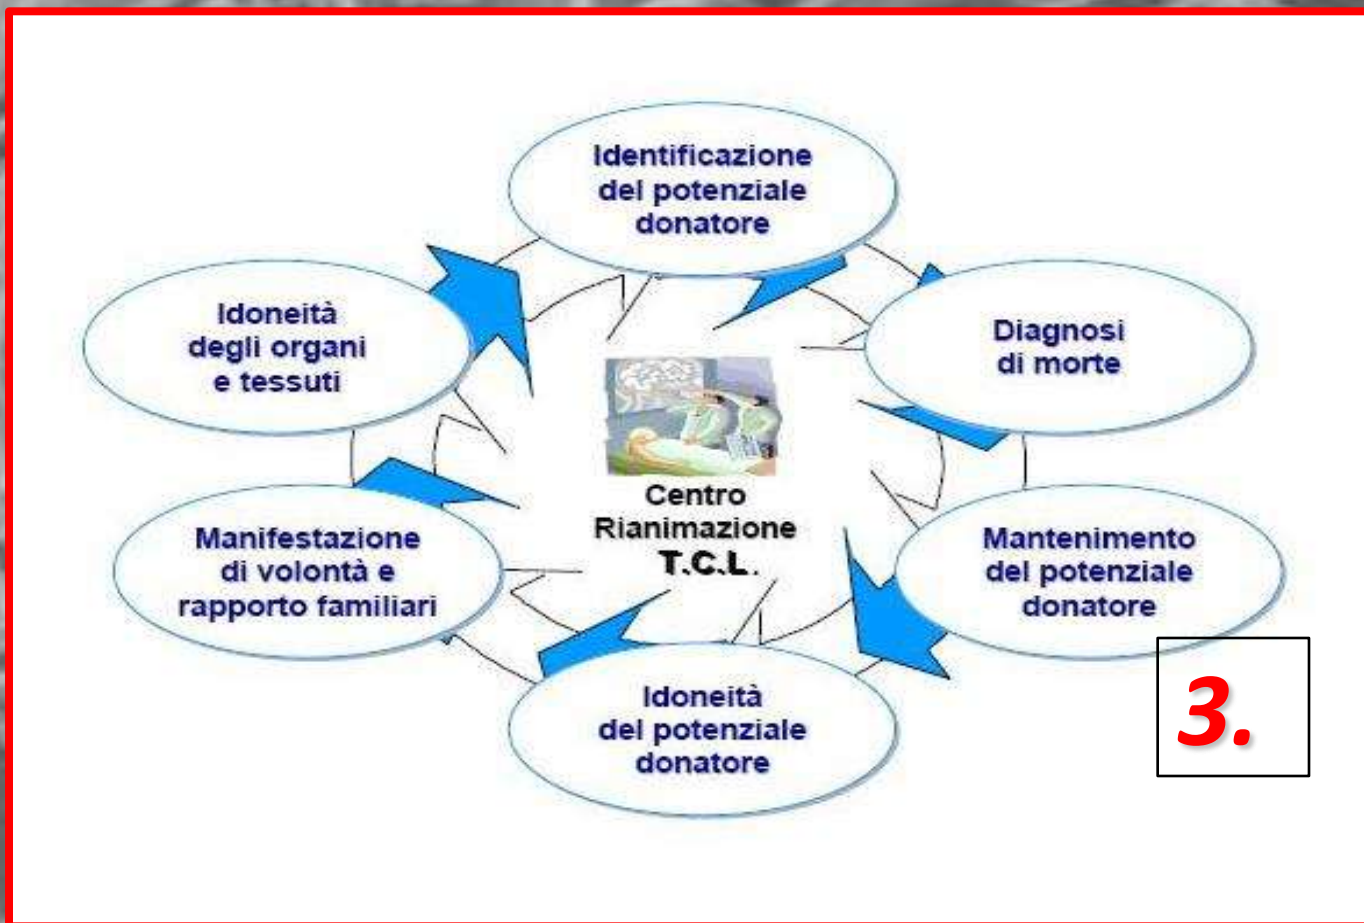 Identificazione
del potenziale
donatore
Diagnosi
di morte
Mantenimento
del potenziale
donatore
3.
Idoneità
del potenziale
donatore
Manifestazione
di volontà e
rapporto familiari
Idoneità
degli organi
e tessuti
Centro
Rianimazione
T.C.L.